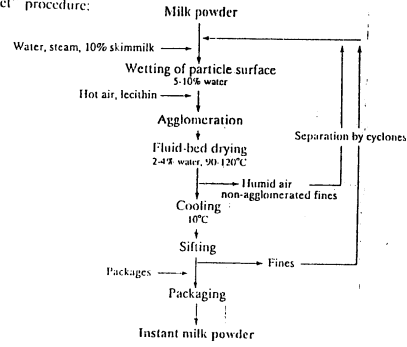 procedure:
Milk powder
Water, steam, 10% skimmilk
Wetting of particle surface
5-10% water
Hot air, lecithin
Agglomeration
Separation by cyclones
Fluid-bed drying
2-4% water, 90-120°C
Humid air
non-agglomerated fines
Cooling
10°C
Sifting
Fines
Packages
Packaging
Instant milk powder